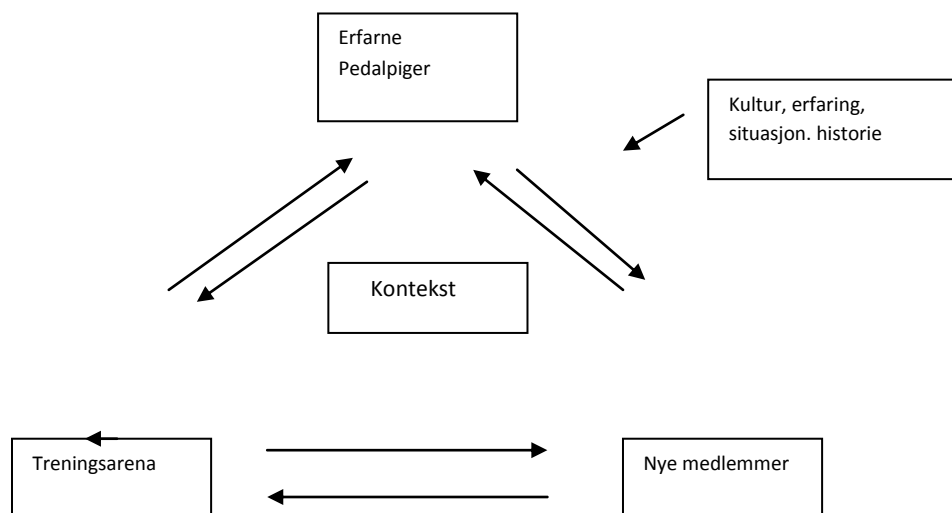 Erfarne
Pedalpiger
Kultur, erfaring,
situasjon. historie
Kontekst
Treningsarena
Nye medlemmer